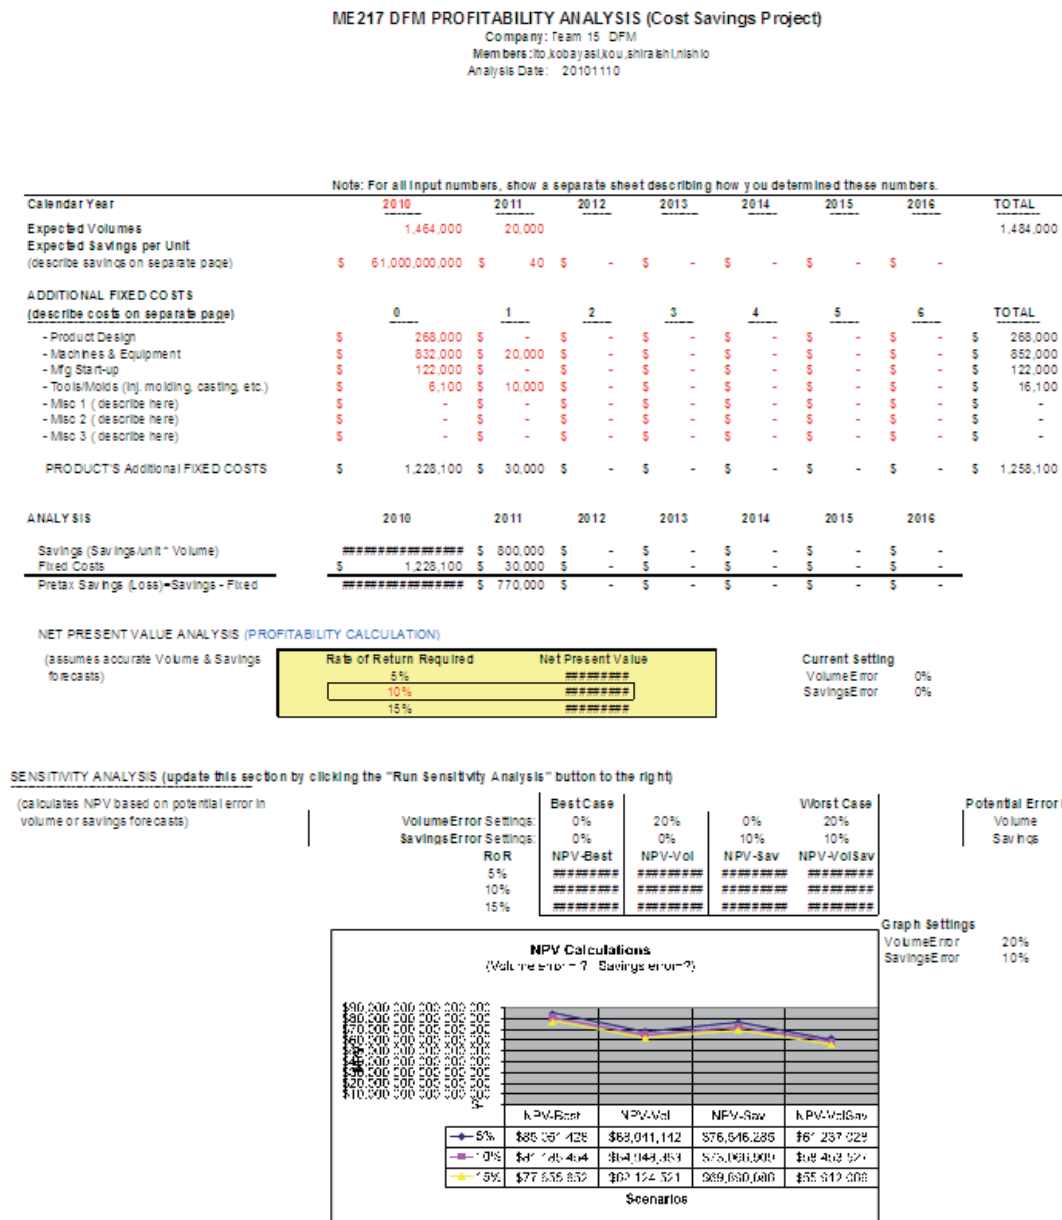 ME217 DFM PROFITABILITY ANALYSIS (Cost Savings Project)
Company: Team 15 DFM
Members:Ito,kobayasi,kou,shiraishi,nishio
Analysis Date: 20101110
Note: For all input numbers, show a separate sheet describing how you determined these numbers.
Calendar Year 2010 2011 2012 2013 2014 2015 2016 TOTAL
Expected Volumes 1,464,000 20,000 1,484,000
Expected Savings per Unit
(describe savings on separate page) $ 61,000,000,000 $ 40 $ - $ - $ - $ - $ -
ADDITIONAL FIXED COSTS
(describe costs on separate page) 0 1 2 3 4 5 6 TOTAL
- Product Design $ 268,000 $ - $ - $ - $ - $ - $ - $ 268,000
- Machines & Equipment $ 832,000 $ 20,000 $ - $ - $ - $ - $ - $ 852,000
- Mfg Start-up $ 122,000 $ - $ - $ - $ - $ - $ - $ 122,000
- Tools/Molds (Inj. molding, casting, etc.) $ 6,100 $ 10,000 $ - $ - $ - $ - $ - $ 16,100
- Misc 1 ( describe here) $ - $ - $ - $ - $ - $ - $ - $ -
- Misc 2 ( describe here) $ - $ - $ - $ - $ - $ - $ - $ -
- Misc 3 ( describe here) $ - $ - $ - $ - $ - $ - $ - $ -
PRODUCT'S Additional FIXED COSTS $ 1,228,100 $ 30,000 $ - $ - $ - $ - $ - $ 1,258,100
ANALYSIS 2010 2011 2012 2013 2014 2015 2016
Savings (Savings/unit * Volume) ################ $ 800,000 $ - $ - $ - $ - $ -
Fixed Costs $ 1,228,100 $ 30,000 $ - $ - $ - $ - $ -
Pretax Savings (Loss)=Savings - Fixed ################ $ 770,000 $ - $ - $ - $ - $ -
NET PRESENT VALUE ANALYSIS (PROFITABILITY CALCULATION)
(assumes accurate Volume & Savings Rate of Return Required Net Present Value Current Setting
forecasts) 5% ######### VolumeError 0%
10% ######### SavingsError 0%
15% #########
SENSITIVITY ANALYSIS (update this section by clicking the "Run Sensitivity Analysis" button to the right)
(calculates NPV based on potential error in Best Case Worst Case Potential Error
volume or savings forecasts) VolumeError Settings: 0% 20% 0% 20% Volume
SavingsError Settings: 0% 0% 10% 10% Savings
RoR NPV-Best NPV-Vol NPV-Sav NPV-VolSav
5% ######### ######### ######### #########
10% ######### ######### ######### #########
15% ######### ######### ######### #########
Graph Settings
VolumeError 20%
SavingsError 10%
NPV Calculations
(Volume error = ? Savings error=?)
NPV-Best NPV-Vol NPV-Sav NPV-VolSav
5%
10%
15%
Scenarios